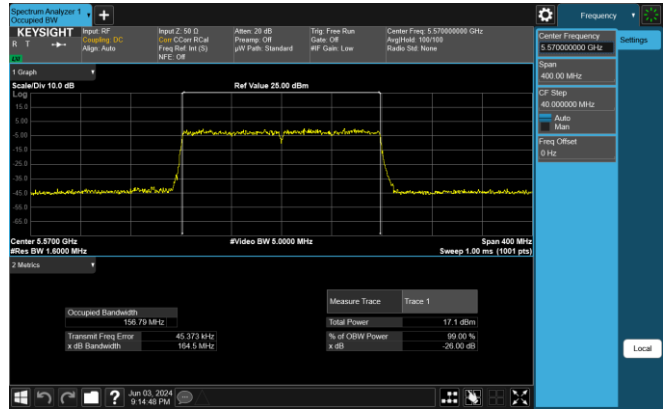 Spectrum Analyzer 1
Occupied BW
Frequency
KEYSIGHT
R T
Input: RF
Coupling: DC
Align: Auto
Input Z: 50 Ω
Corr CCorr RCal
Freq Ref: Int (S)
NFE: Off
Atten: 20 dB
Preamp: Off
µW Path: Standard
Trig: Free Run
Gate: Off
#IF Gain: Low
Center Freq: 5.570000000 GHz
Avg|Hold: 100/100
Radio Std: None
Center Frequency
5.570000000 GHz
Settings
Span
400.00 MHz
CF Step
40.000000 MHz
Auto
Man
Freq Offset
0 Hz
1 Graph
Scale/Div 10.0 dB
Ref Value 25.00 dBm
Log
15.0
5.00
-5.00
-15.0
-25.0
-35.0
-45.0
-55.0
-65.0
Center 5.5700 GHz
#Video BW 5.0000 MHz
Span 400 MHz
#Res BW 1.6000 MHz
Sweep 1.00 ms (1001 pts)
2 Metrics
Measure Trace
Trace 1
Occupied Bandwidth
156.79 MHz
Total Power
17.1 dBm
Transmit Freq Error
45.373 kHz
% of OBW Power
99.00 %
x dB Bandwidth
164.5 MHz
x dB
-26.00 dB
Local
?
Jun 03, 2024
9:14:48 PM